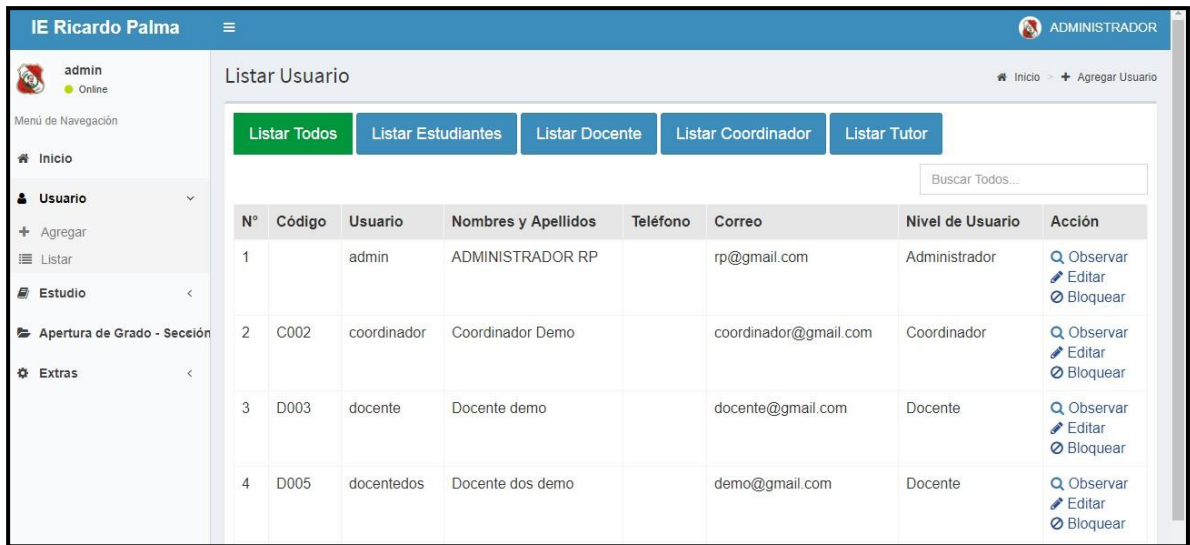 IE Ricardo Palma
ADMINISTRADOR
admin
Online
Menú de Navegación
Inicio
Usuario
Agregar
Listar
Estudio
Apertura de Grado - Sección
Extras
Listar Usuario
Inicio > + Agregar Usuario
Listar Todos Listar Estudiantes Listar Docente Listar Coordinador Listar Tutor
Buscar Todos...
N° Código Usuario Nombres y Apellidos Teléfono Correo Nivel de Usuario Acción
1 admin ADMINISTRADOR RP rp@gmail.com Administrador Observar
Editar
Bloquear
2 C002 coordinador Coordinador Demo coordinador@gmail.com Coordinador Observar
Editar
Bloquear
3 D003 docente Docente demo docente@gmail.com Docente Observar
Editar
Bloquear
4 D005 docentedos Docente dos demo demo@gmail.com Docente Observar
Editar
Bloquear